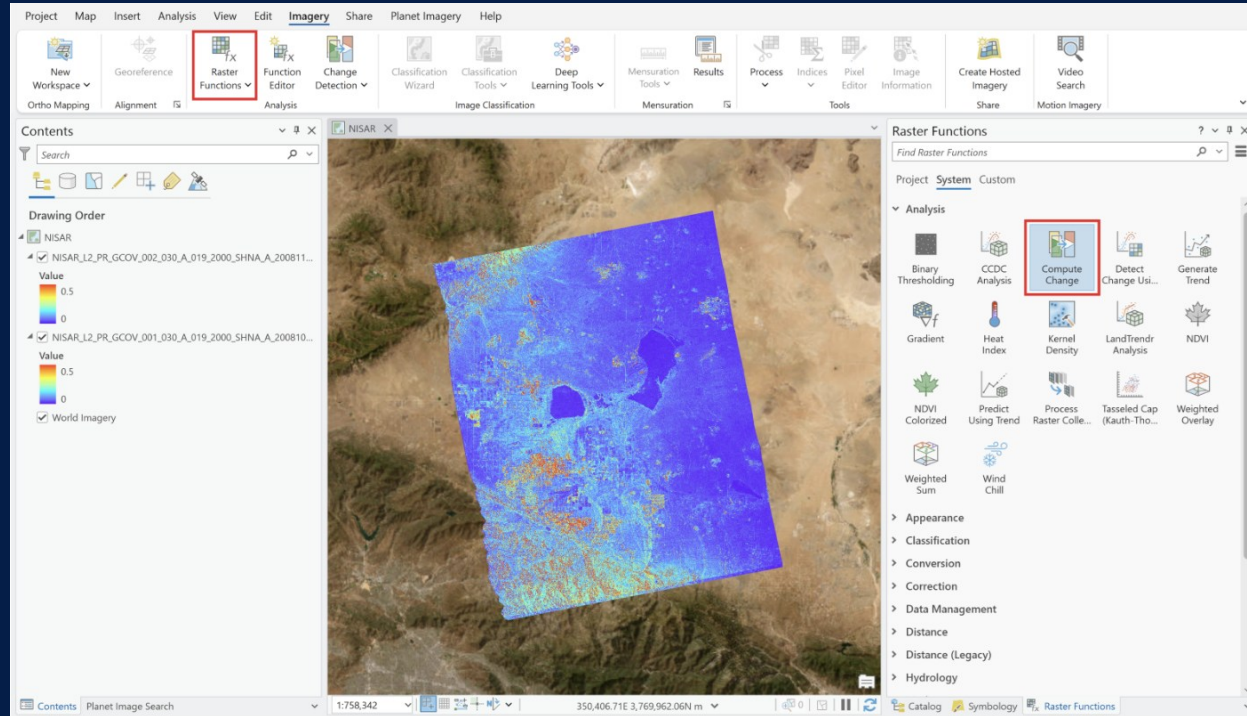 Project Map Insert Analysis View Edit Imagery Share Planet Imagery Help
New Workspace
Georeference
Raster Functions
Function Editor
Change Detection
Classification Wizard
Classification Tools
Deep Learning Tools
Mensuration Tools
Results
Process
Indices
Pixel Editor
Image Information
Create Hosted Imagery
Video Search
Ortho Mapping Alignment Analysis Image Classification Mensuration Tools Share Motion Imagery
Contents
Search
Drawing Order
NISAR
NISAR_L2_PR_GCOV_002_030_A_019_2000_SHNA_A_200811...
Value
0.5
0
NISAR_L2_PR_GCOV_001_030_A_019_2000_SHNA_A_200810...
Value
0.5
0
World Imagery
Contents Planet Image Search
NISAR
1:758,342
350,406.71E 3,769,962.06N m
0
Raster Functions
Find Raster Functions
Project System Custom
Analysis
Binary Thresholding
CCDC Analysis
Compute Change
Detect Change Usi...
Generate Trend
Gradient
Heat Index
Kernel Density
LandTrendr Analysis
NDVI
NDVI Colorized
Predict Using Trend
Process Raster Colle...
Tasseled Cap (Kauth-Tho...
Weighted Overlay
Weighted Sum
Wind Chill
Appearance
Classification
Conversion
Correction
Data Management
Distance
Distance (Legacy)
Hydrology
Catalog Symbology Raster Functions